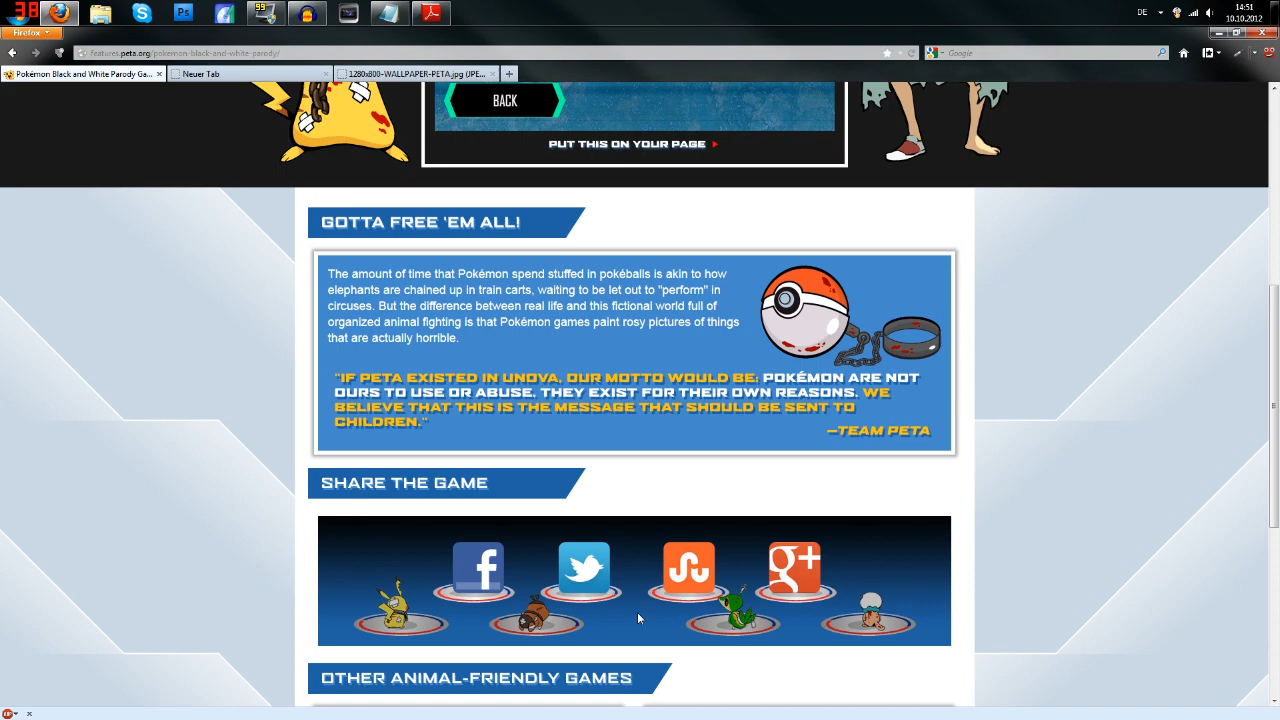 38
Ps
99
DE
14:51
10.10.2012
Firefox
features.peta.org/pokemon-black-and-white-parody/
Google
Pokémon Black and White Parody Ga...
Neuer Tab
1280x800-WALLPAPER-PETA.jpg (JPE...
BACK
PUT THIS ON YOUR PAGE
GOTTA FREE 'EM ALL!
The amount of time that Pokémon spend stuffed in pokéballs is akin to how
elephants are chained up in train carts, waiting to be let out to "perform" in
circuses. But the difference between real life and this fictional world full of
organized animal fighting is that Pokémon games paint rosy pictures of things
that are actually horrible.
"IF PETA EXISTED IN UNOVA, OUR MOTTO WOULD BE: POKÉMON ARE NOT
OURS TO USE OR ABUSE. THEY EXIST FOR THEIR OWN REASONS. WE
BELIEVE THAT THIS IS THE MESSAGE THAT SHOULD BE SENT TO
CHILDREN."
—TEAM PETA
SHARE THE GAME
f
g+
OTHER ANIMAL-FRIENDLY GAMES